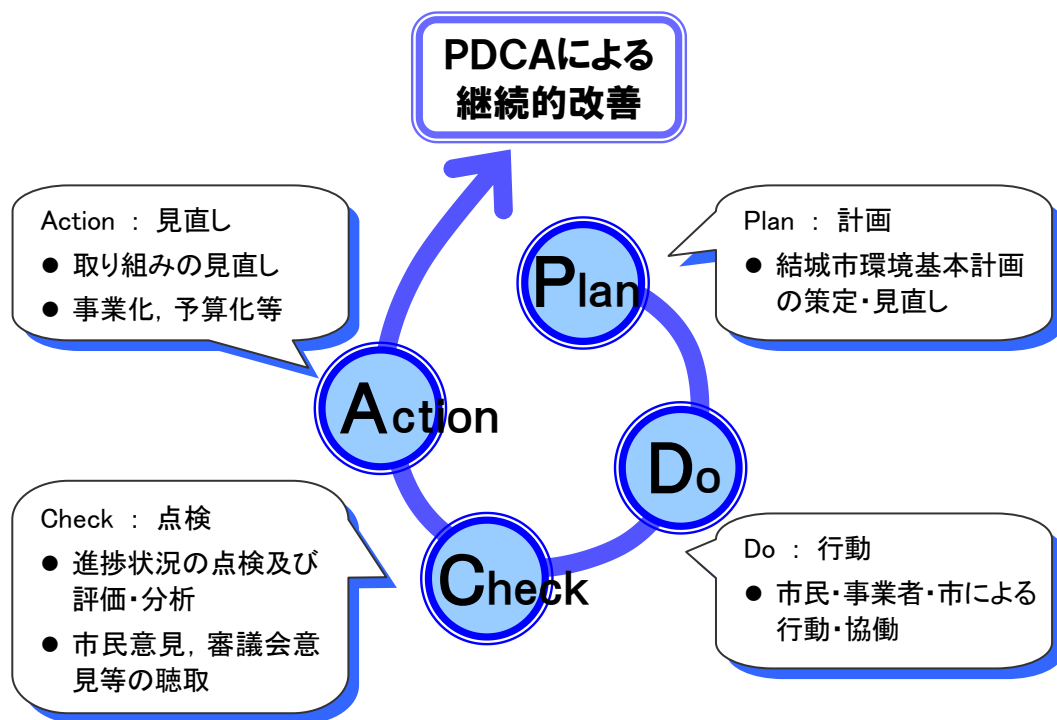 PDCAによる
継続的改善
Action : 見直し
● 取り組みの見直し
● 事業化，予算化等
Plan : 計画
● 結城市環境基本計画
の策定・見直し
Plan
Action
Do
Check
Check : 点検
● 進捗状況の点検及び
評価・分析
● 市民意見，審議会意
見等の聴取
Do : 行動
● 市民・事業者・市による
行動・協働